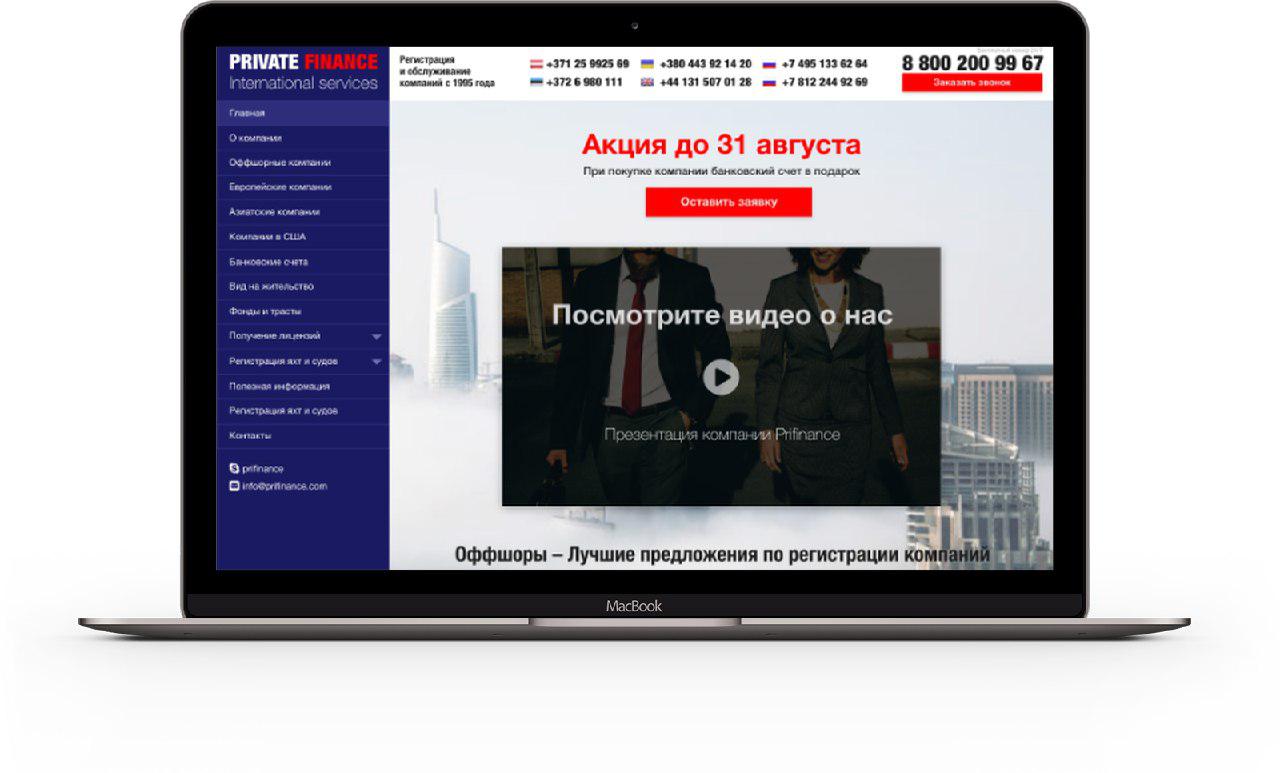 PRIVATE FINANCE
International services
Регистрация
и обслуживание
компаний с 1995 года
+371 25 9925 69
+380 443 92 14 20
+7 495 133 62 64
+372 6 980 111
+44 131 507 01 28
+7 812 244 92 69
8 800 200 99 67
Заказать звонок
Главная
О компании
Оффшорные компании
Европейские компании
Азиатские компании
Компании в США
Банковские счета
Вид на жительство
Фонды и трасты
Получение лицензий
Регистрация яхт и судов
Полезная информация
Регистрация яхт и судов
Контакты
prifinance
info@prifinance.com
Акция до 31 августа
При покупке компании банковский счет в подарок
Оставить заявку
Посмотрите видео о нас
Презентация компании Prifinance
Оффшоры – Лучшие предложения по регистрации компаний
MacBook